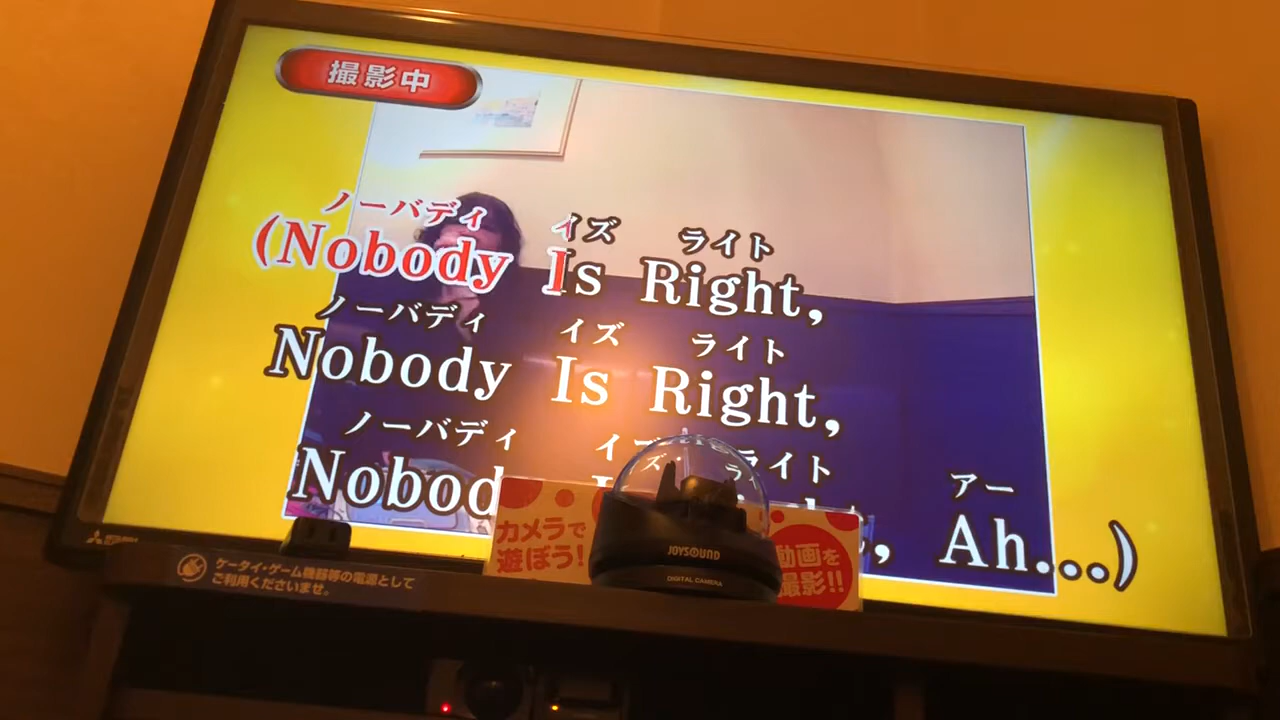 撮影中
ノーバディ イズ ライト
(Nobody Is Right,
ノーバディ イズ ライト
Nobody Is Right,
ノーバディ イズ ライト アー
Nobod , Ah...)
カメラで
遊ぼう!
JOYSOUND
DIGITAL CAMERA
動画を
撮影!!
MITSUBISHI
ケータイ・ゲーム機器等の電源として
ご利用くださいませ。